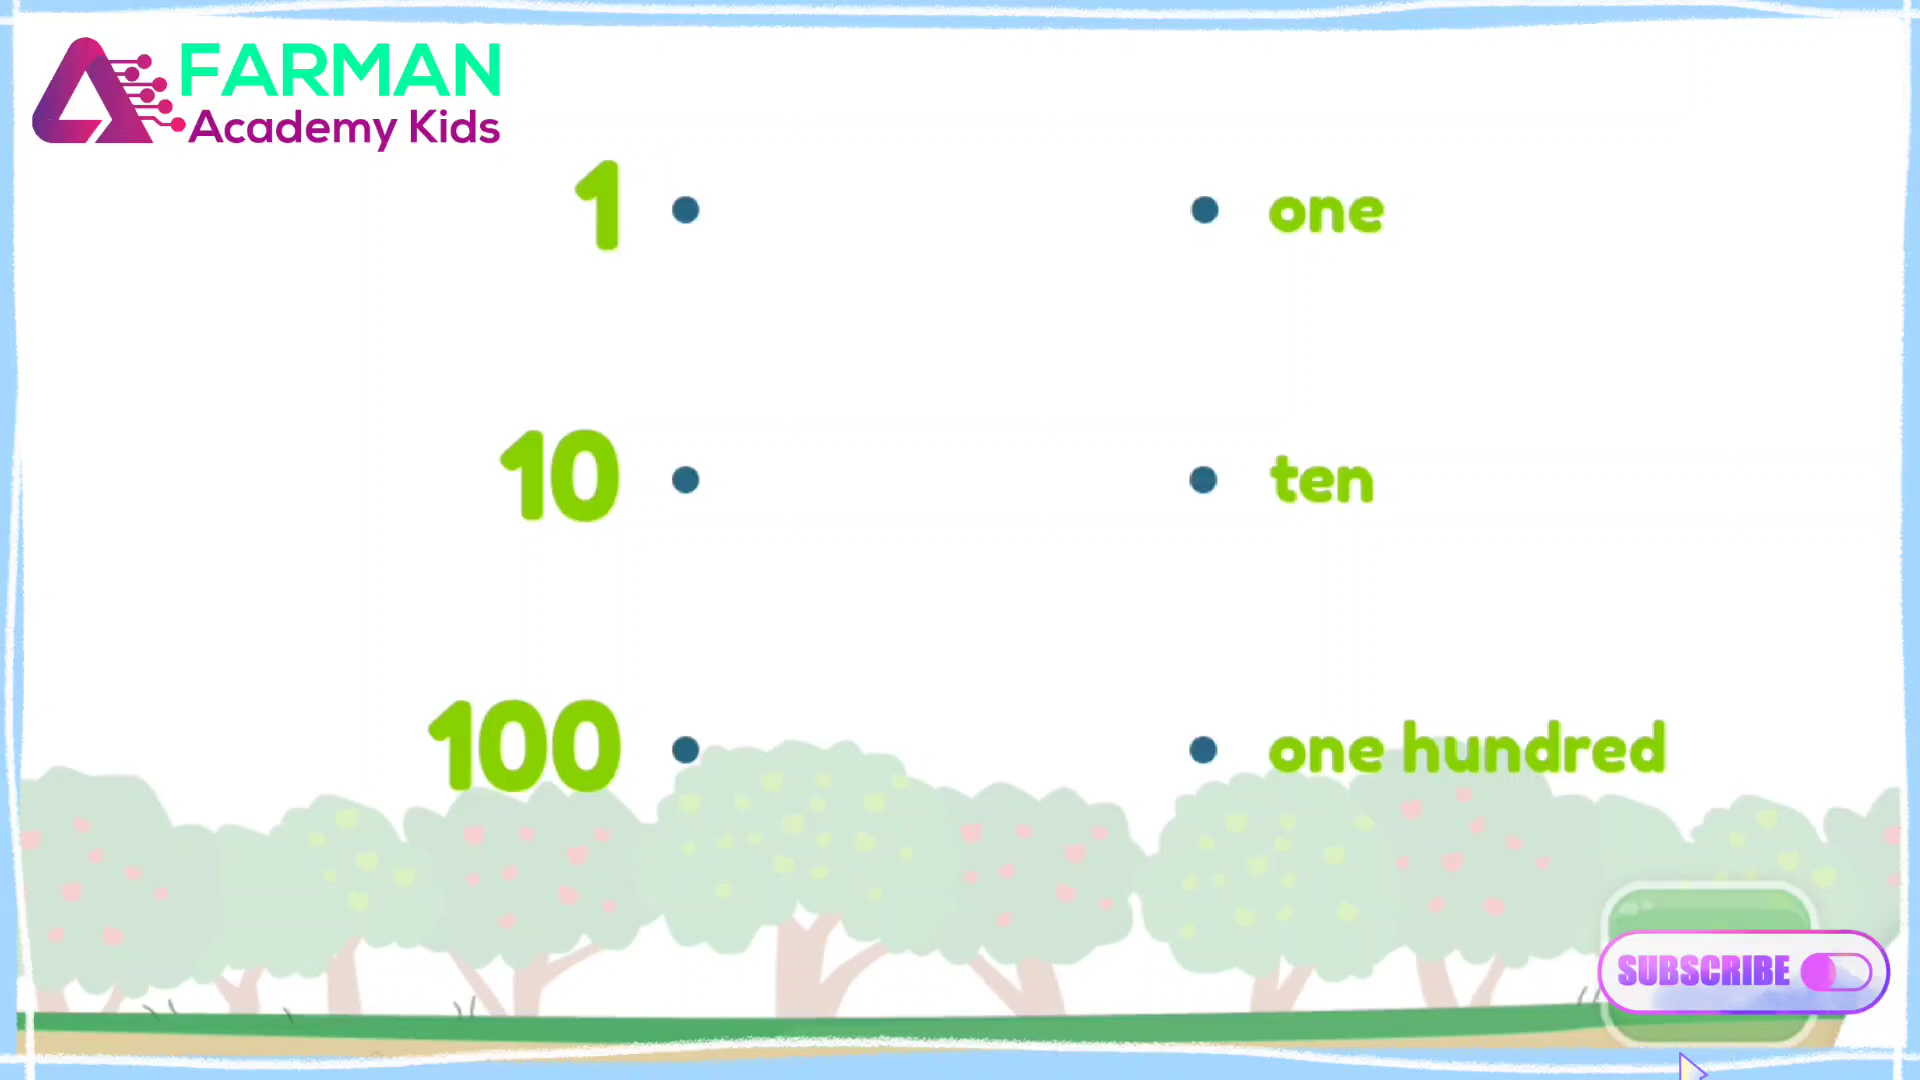 FARMAN
Academy Kids
1 one
10 ten
100 one hundred
SUBSCRIBE